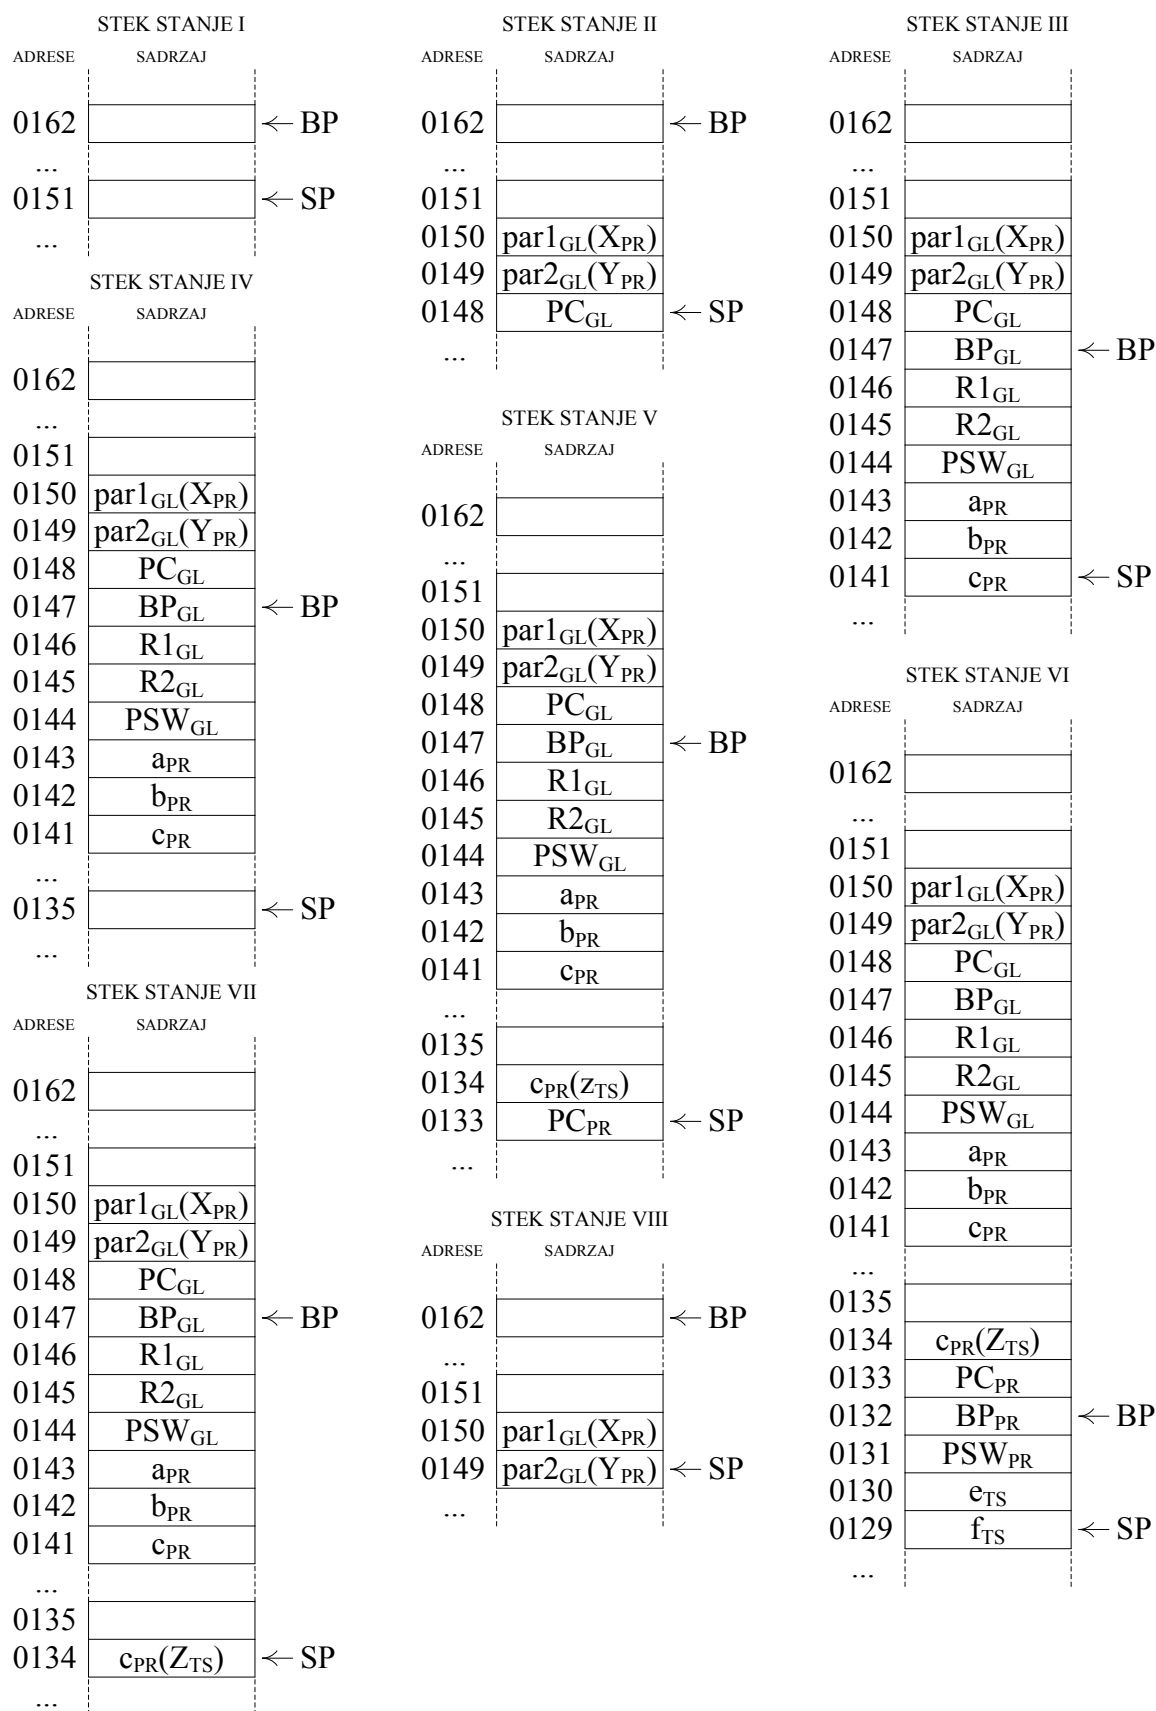 STEK STANJE I
ADRESE SADRZAJ
0162 ← BP
...
0151 ← SP
...
STEK STANJE II
ADRESE SADRZAJ
0162 ← BP
...
0151
0150 par1GL(XPR)
0149 par2GL(YPR)
0148 PCGL ← SP
...
STEK STANJE III
ADRESE SADRZAJ
0162
...
0151
0150 par1GL(XPR)
0149 par2GL(YPR)
0148 PCGL
0147 BPGL ← BP
0146 R1GL
0145 R2GL
0144 PSWGL
0143 aPR
0142 bPR
0141 cPR ← SP
...
STEK STANJE IV
ADRESE SADRZAJ
0162
...
0151
0150 par1GL(XPR)
0149 par2GL(YPR)
0148 PCGL
0147 BPGL ← BP
0146 R1GL
0145 R2GL
0144 PSWGL
0143 aPR
0142 bPR
0141 cPR
...
0135 ← SP
...
STEK STANJE V
ADRESE SADRZAJ
0162
...
0151
0150 par1GL(XPR)
0149 par2GL(YPR)
0148 PCGL
0147 BPGL ← BP
0146 R1GL
0145 R2GL
0144 PSWGL
0143 aPR
0142 bPR
0141 cPR
...
0135
0134 cPR(zTS)
0133 PCPR ← SP
...
STEK STANJE VI
ADRESE SADRZAJ
0162
...
0151
0150 par1GL(XPR)
0149 par2GL(YPR)
0148 PCGL
0147 BPGL
0146 R1GL
0145 R2GL
0144 PSWGL
0143 aPR
0142 bPR
0141 cPR
...
0135
0134 cPR(ZTS)
0133 PCPR
0132 BPPR ← BP
0131 PSWPR
0130 eTS
0129 fTS ← SP
...
STEK STANJE VII
ADRESE SADRZAJ
0162
...
0151
0150 par1GL(XPR)
0149 par2GL(YPR)
0148 PCGL
0147 BPGL ← BP
0146 R1GL
0145 R2GL
0144 PSWGL
0143 aPR
0142 bPR
0141 cPR
...
0135
0134 cPR(ZTS) ← SP
...
STEK STANJE VIII
ADRESE SADRZAJ
0162 ← BP
...
0151
0150 par1GL(XPR)
0149 par2GL(YPR) ← SP
...